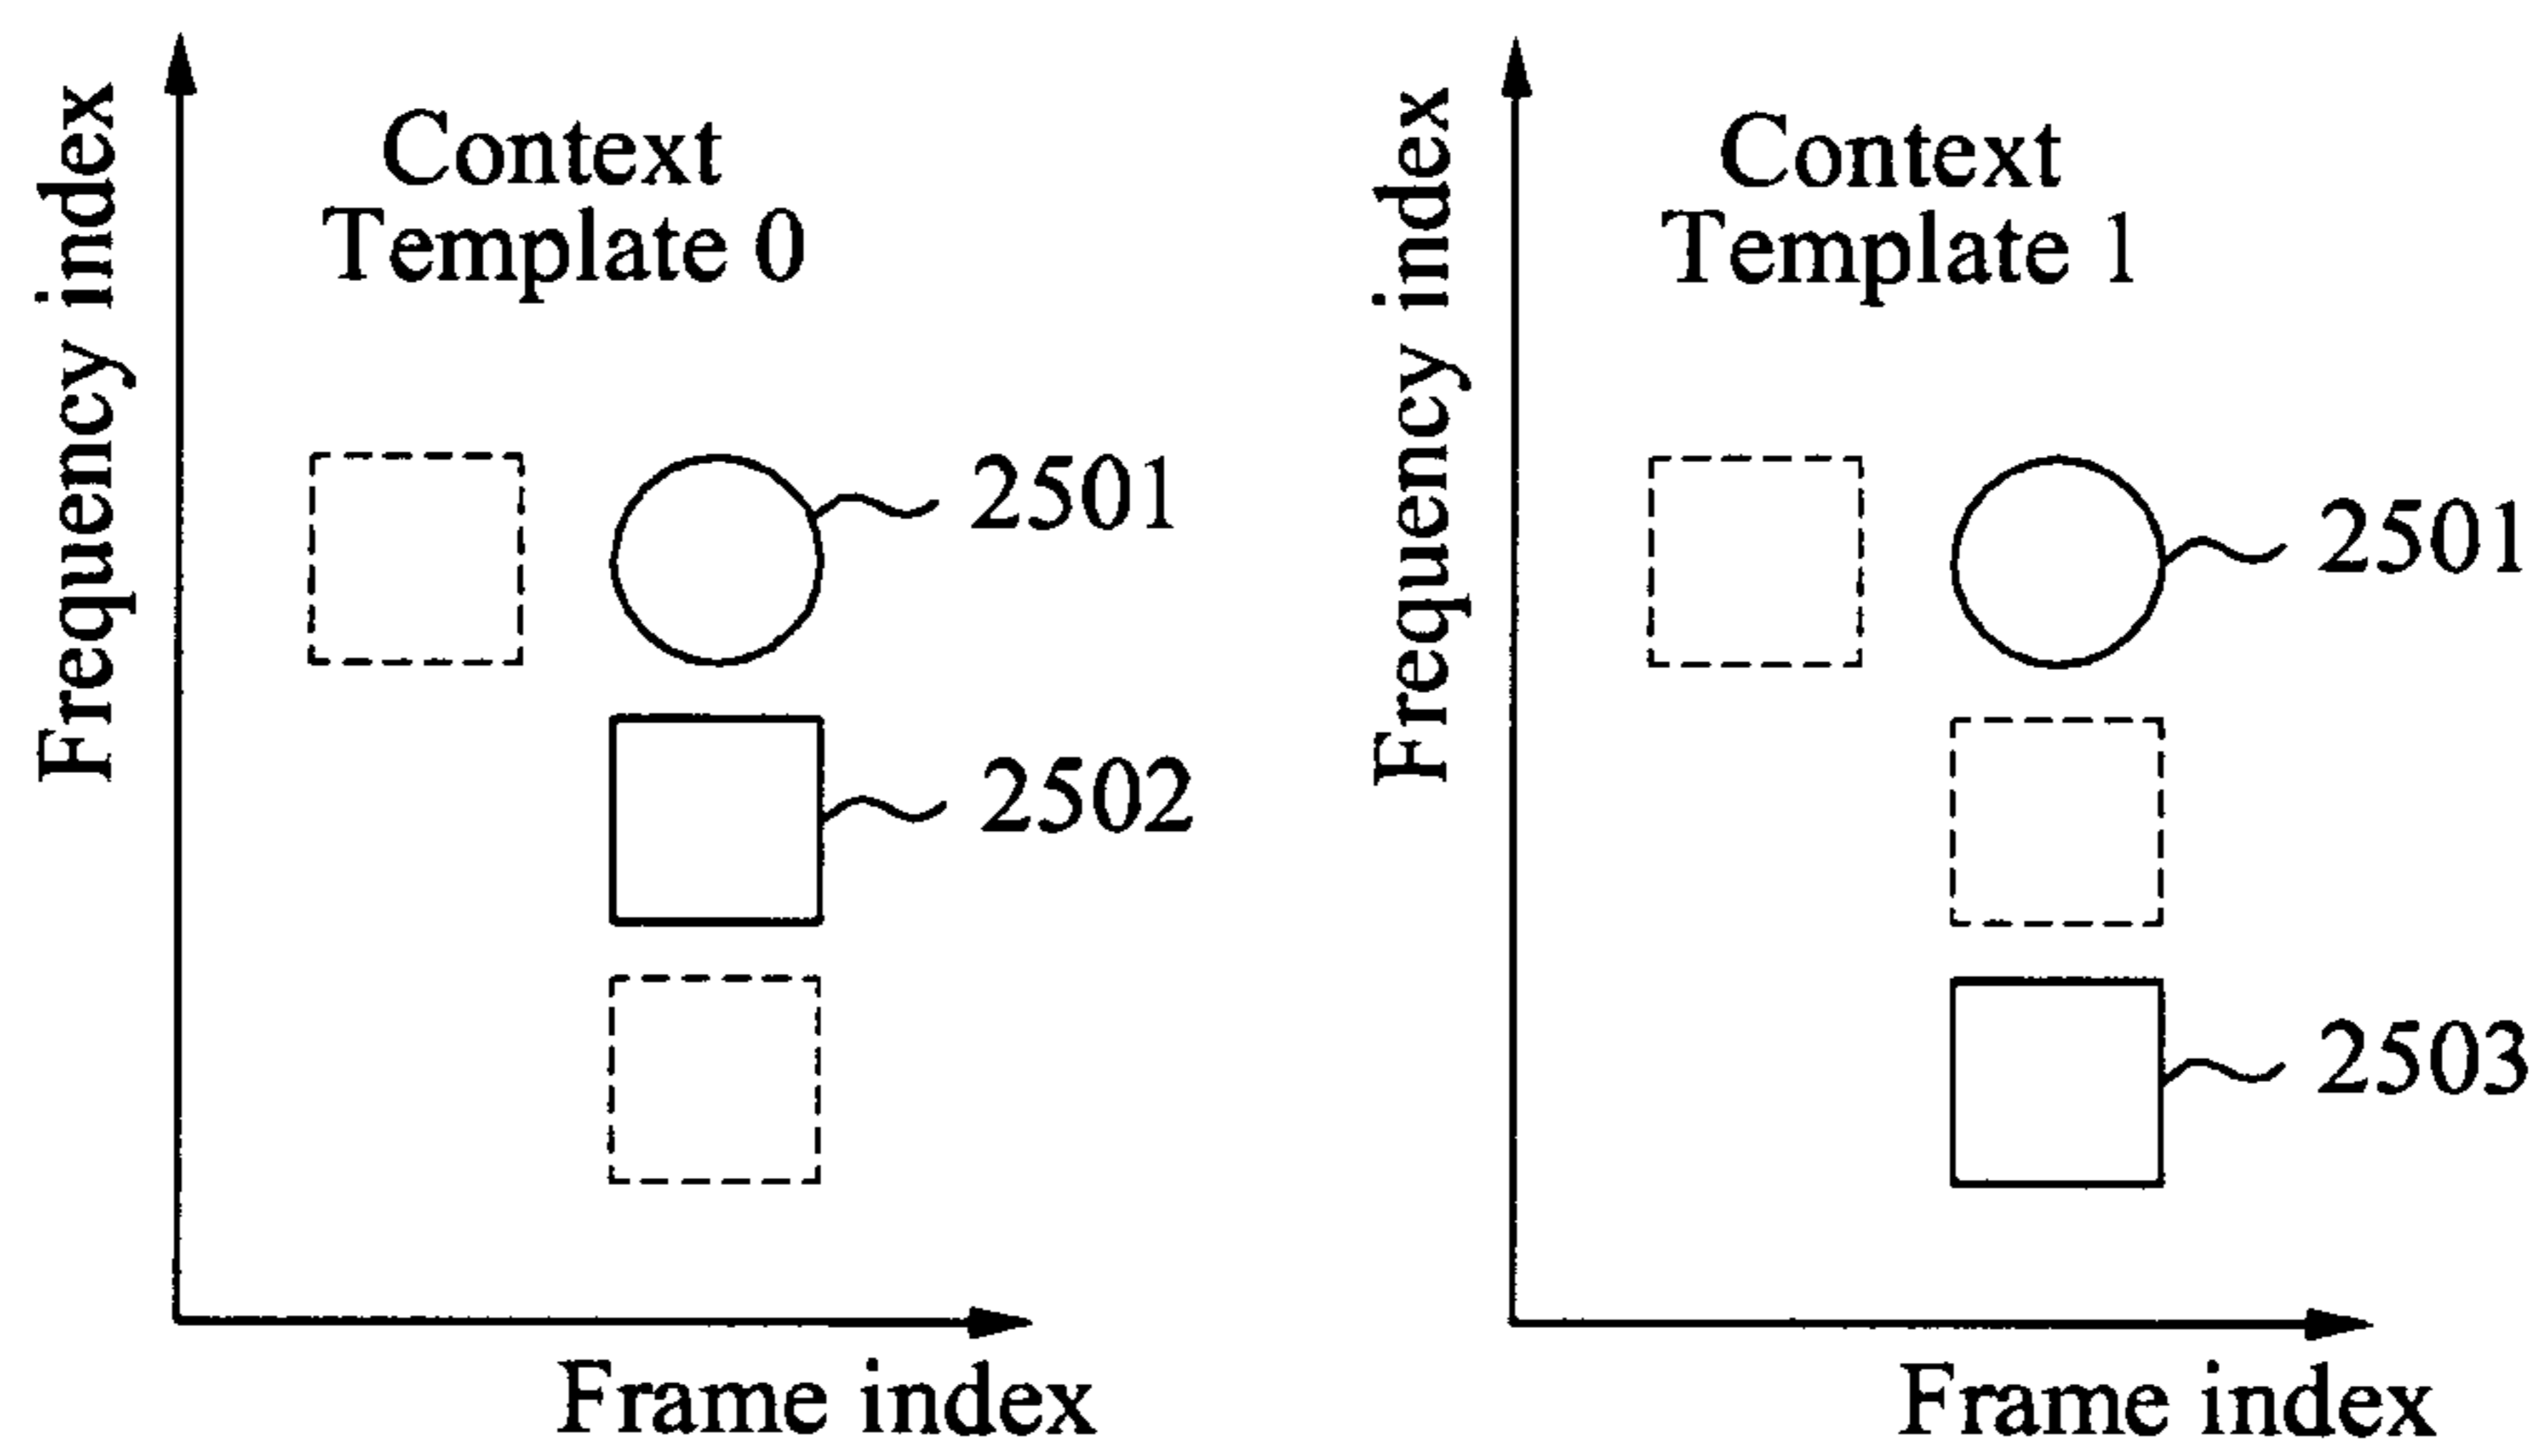 Frequency index
Context
Template 0
2501
2502
Frame index
Frequency index
Context
Template 1
2501
2503
Frame index